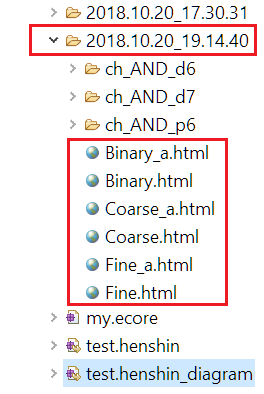 2018.10.20_17.30.31
2018.10.20_19.14.40
ch_AND_d6
ch_AND_d7
ch_AND_p6
Binary_a.html
Binary.html
Coarse_a.html
Coarse.html
Fine_a.html
Fine.html
my.ecore
test.henshin
test.henshin_diagram